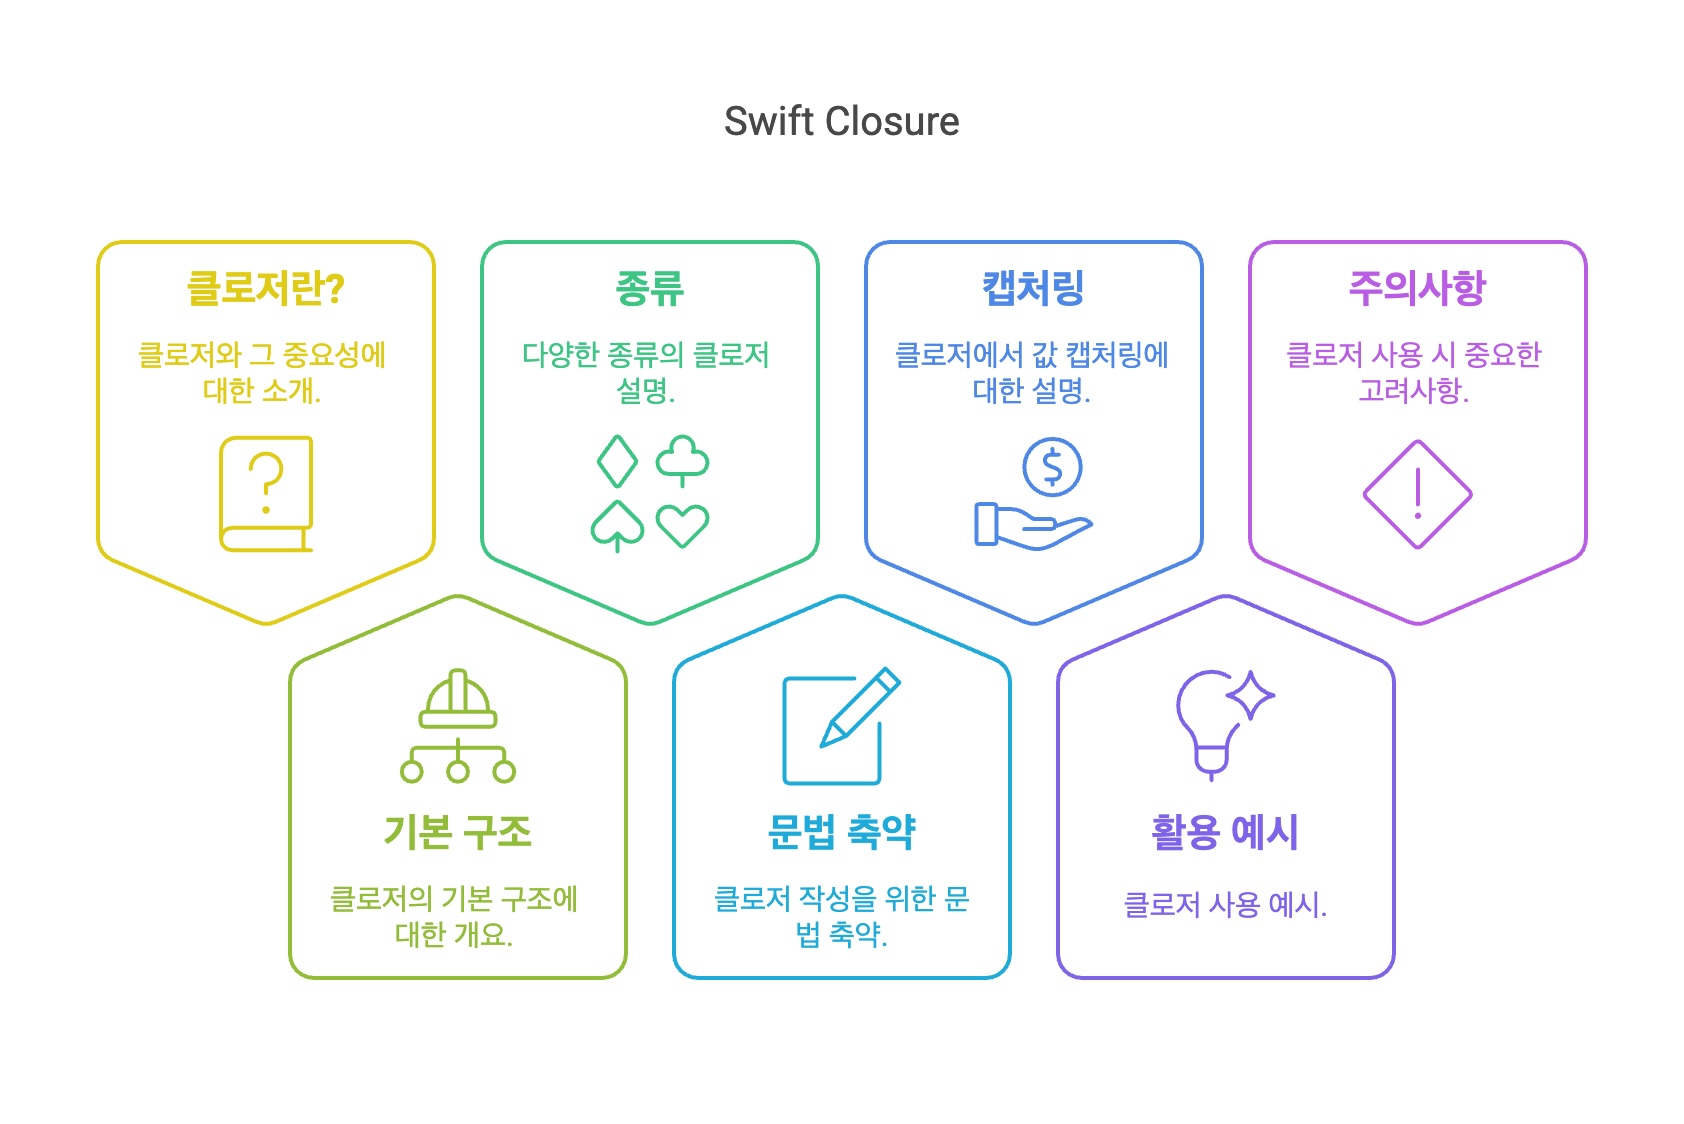 Swift Closure
클로저란?
클로저와 그 중요성에
대한 소개.
기본 구조
클로저의 기본 구조에
대한 개요.
종류
다양한 종류의 클로저
설명.
문법 축약
클로저 작성을 위한 문
법 축약.
캡처링
클로저에서 값 캡처링에
대한 설명.
활용 예시
클로저 사용 예시.
주의사항
클로저 사용 시 중요한
고려사항.